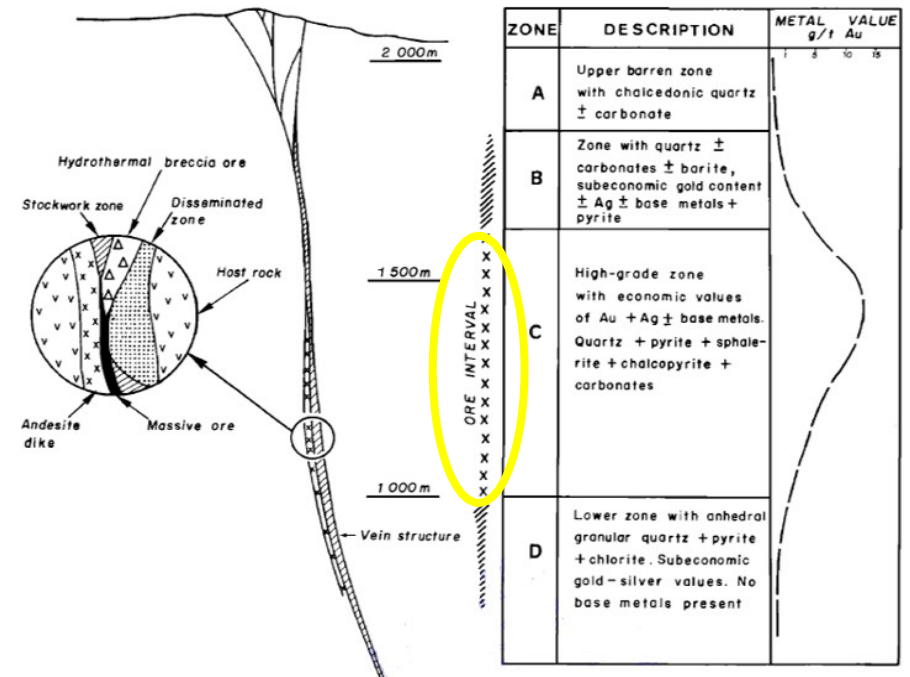 2 000m
Hydrothermal breccia ore
Stockwork zone
Disseminated
zone
Host rock
1 500m
Andesite
dike
Massive ore
1 000m
Vein structure
ORE INTERVAL
ZONE
DESCRIPTION
METAL VALUE
g/t Au
1 5 10 15
A
Upper barren zone
with chalcedonic quartz
± carbonate
B
Zone with quartz ±
carbonates ± barite,
subeconomic gold content
± Ag ± base metals +
pyrite
C
High-grade zone
with economic values
of Au + Ag ± base metals.
Quartz + pyrite + sphale-
rite + chalcopyrite +
carbonates
D
Lower zone with anhedral
granular quartz + pyrite
+ chlorite. Subeconomic
gold-silver values. No
base metals present